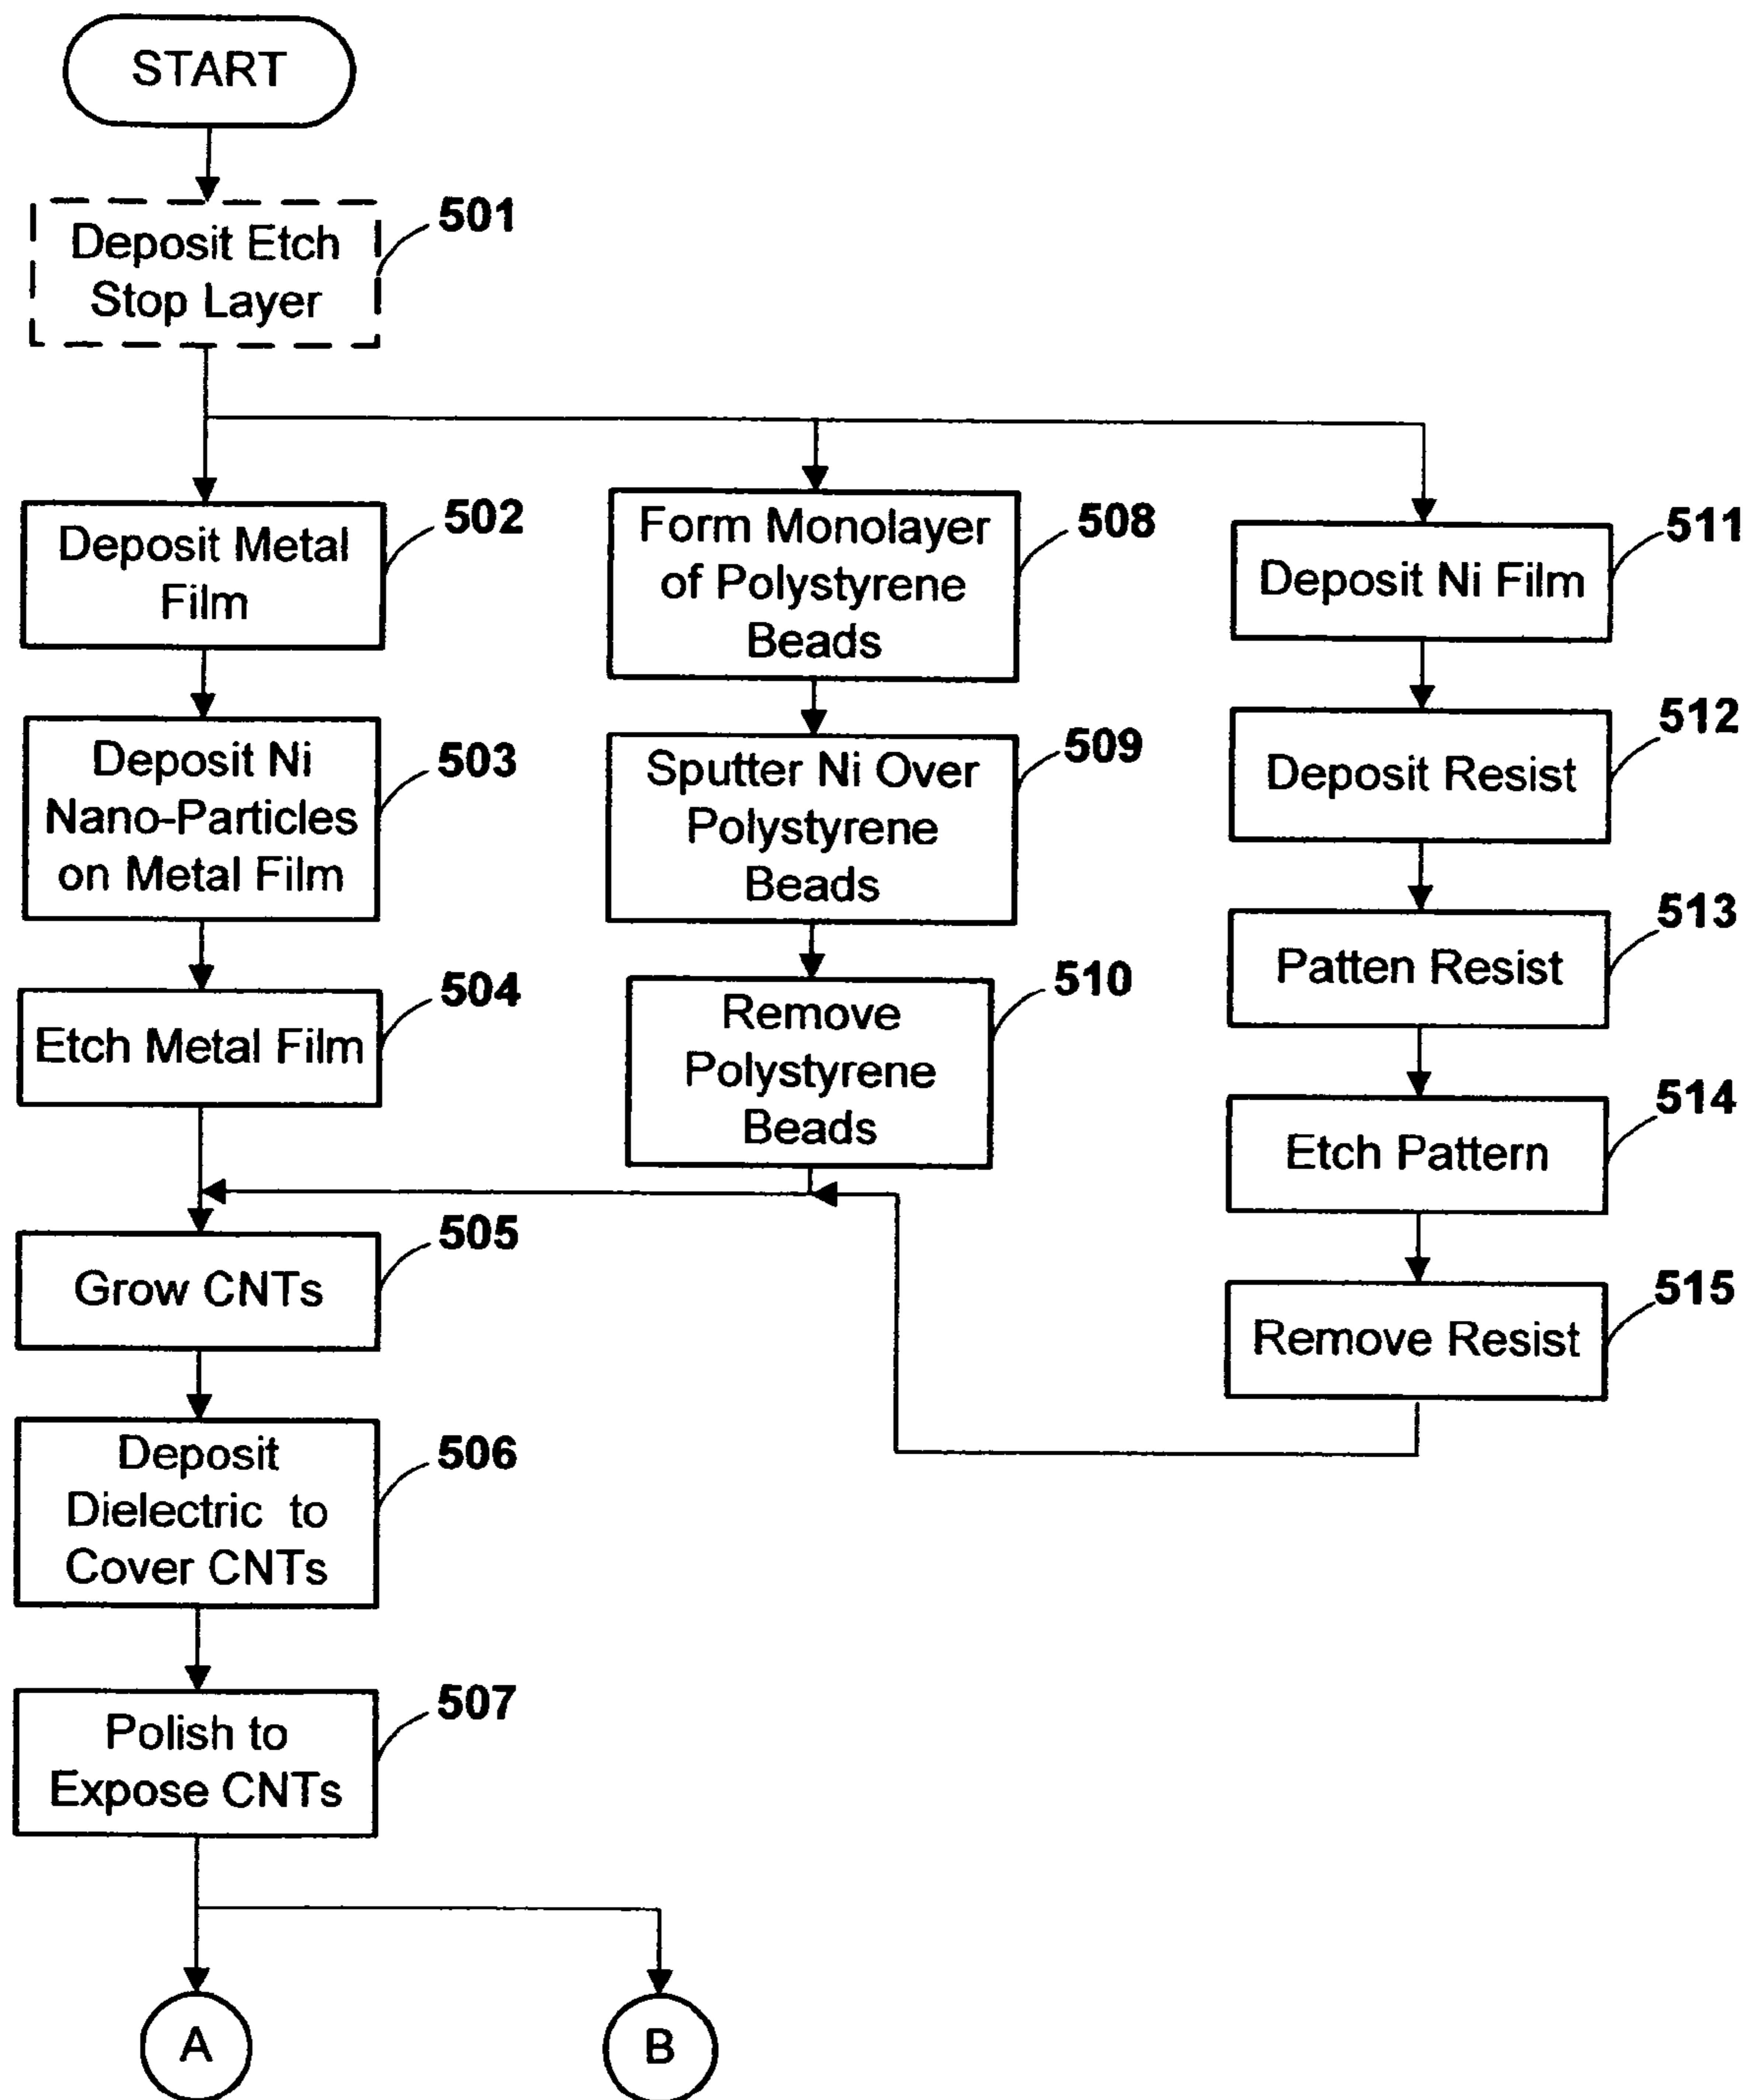 START
Deposit Etch
Stop Layer
501
Deposit Metal
Film
502
Deposit Ni
Nano-Particles
on Metal Film
503
Etch Metal Film
504
Grow CNTs
505
Deposit
Dielectric to
Cover CNTs
506
Polish to
Expose CNTs
507
Form Monolayer
of Polystyrene
Beads
508
Sputter Ni Over
Polystyrene
Beads
509
Remove
Polystyrene
Beads
510
Deposit Ni Film
511
Deposit Resist
512
Patten Resist
513
Etch Pattern
514
Remove Resist
515
A
B